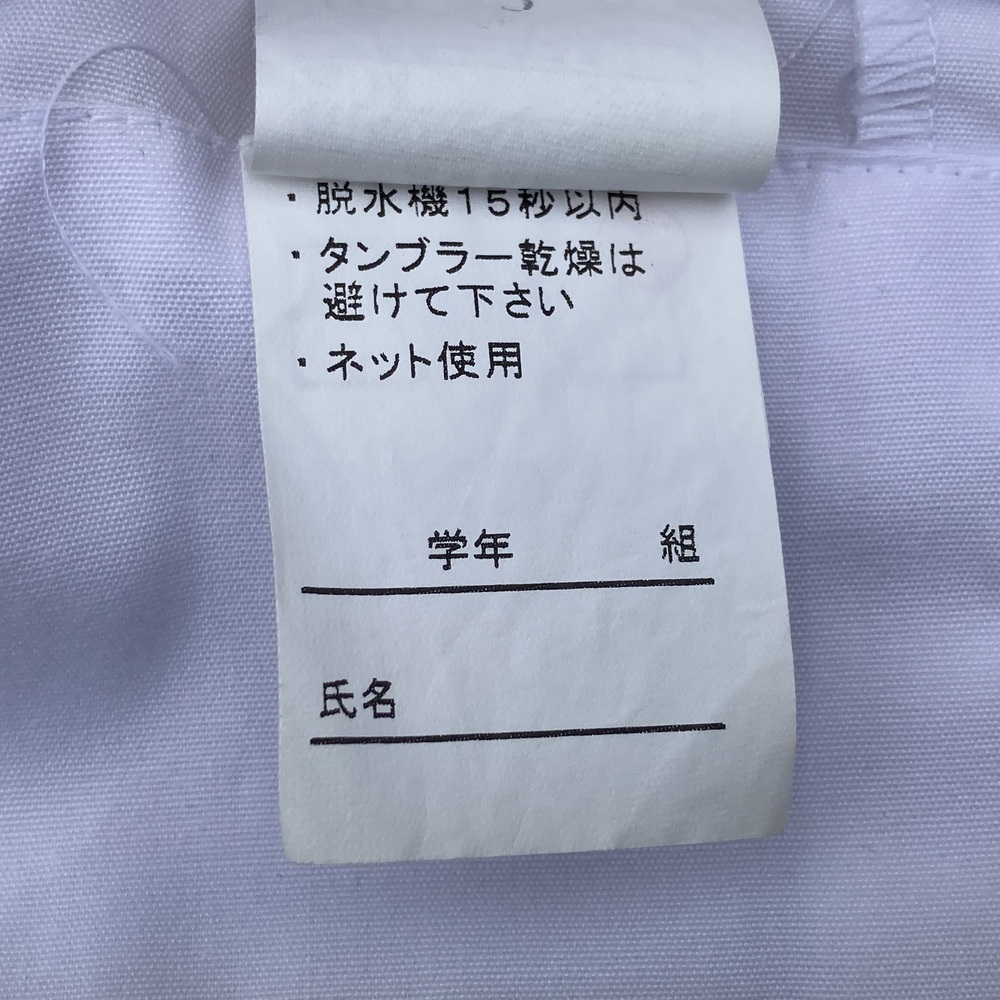 ・脱水機15秒以内
・タンブラー乾燥は
避けて下さい
・ネット使用
学年 組
氏名